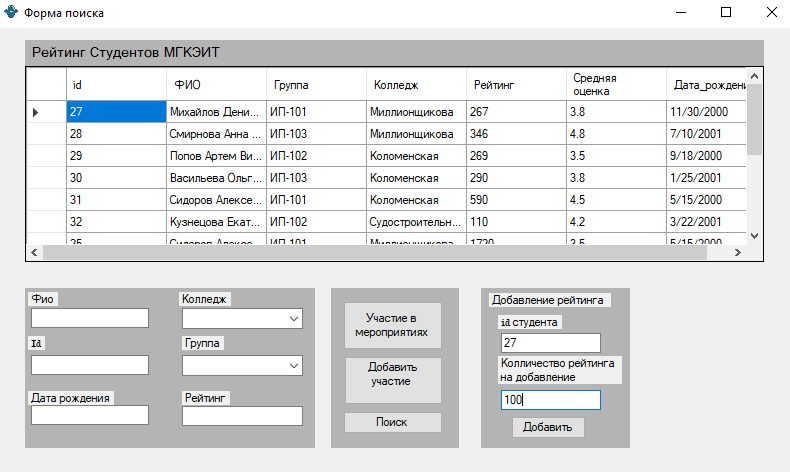 Форма поиска
Рейтинг Студентов МГКЭИТ
id ФИО Группа Колледж Рейтинг Средняя оценка Дата_рожден
27 Михайлов Дени... ИП-101 Миллионщикова 267 3.8 11/30/2000
28 Смирнова Анна ... ИП-103 Миллионщикова 346 4.8 7/10/2001
29 Попов Артем Ви... ИП-102 Коломенская 269 3.5 9/18/2000
30 Васильева Ольг... ИП-103 Коломенская 290 3.8 1/25/2001
31 Сидоров Алексе... ИП-101 Коломенская 590 4.5 5/15/2000
32 Кузнецова Екат... ИП-102 Судостроительн... 110 4.2 3/22/2001
25 Сидоров Алексе... ИП-101 Миллионщикова 1720 3.5 5/15/2000
Фио Колледж
Id Группа
Дата рождения Рейтинг
Участие в
мероприятиях
Добавить
участие
Поиск
Добавление рейтинга
id студента
27
Колличество рейтинга
на добавление
100
Добавить